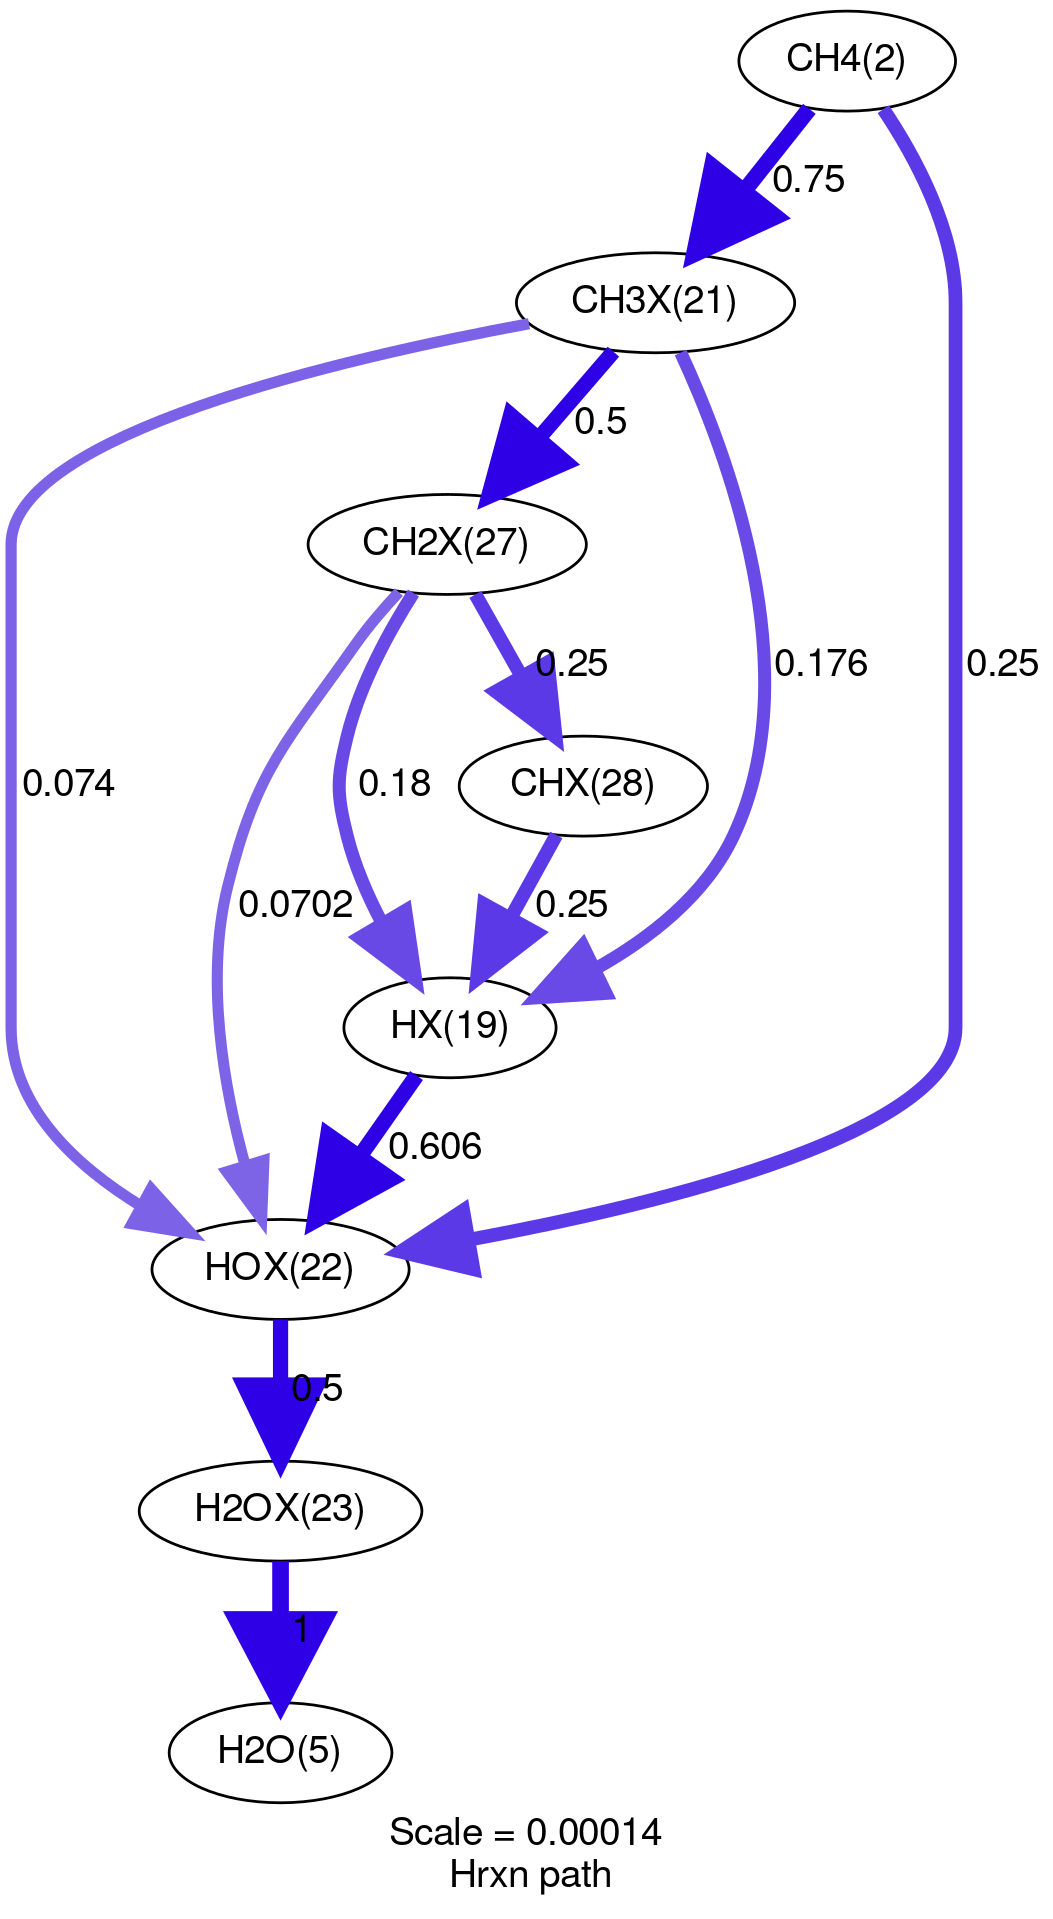 CH4(2)
0.75
CH3X(21)
0.5
CH2X(27)
0.25
0.176
0.25
0.074
0.18
CHX(28)
0.0702
0.25
HX(19)
0.606
HOX(22)
0.5
H2OX(23)
1
H2O(5)
Scale = 0.00014
Hrxn path